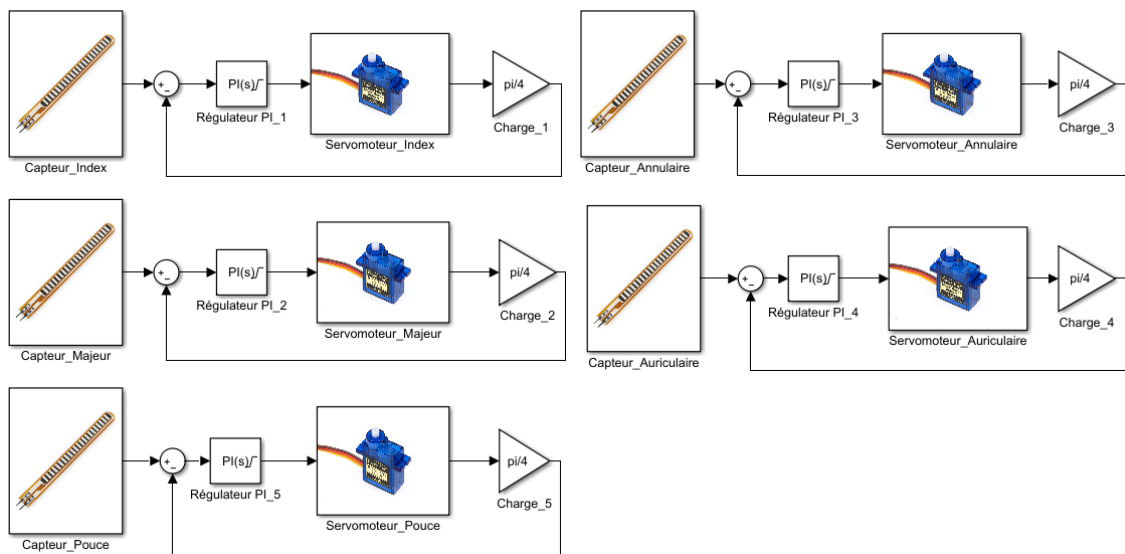 PI(s)
Régulateur PI_1
pi/4
Charge_1
Servomoteur_Index
Capteur_Index
PI(s)
Régulateur PI_3
pi/4
Charge_3
Servomoteur_Annulaire
Capteur_Annulaire
PI(s)
Régulateur PI_2
pi/4
Charge_2
Servomoteur_Majeur
Capteur_Majeur
PI(s)
Régulateur PI_4
pi/4
Charge_4
Servomoteur_Auriculaire
Capteur_Auriculaire
PI(s)
Régulateur PI_5
pi/4
Charge_5
Servomoteur_Pouce
Capteur_Pouce